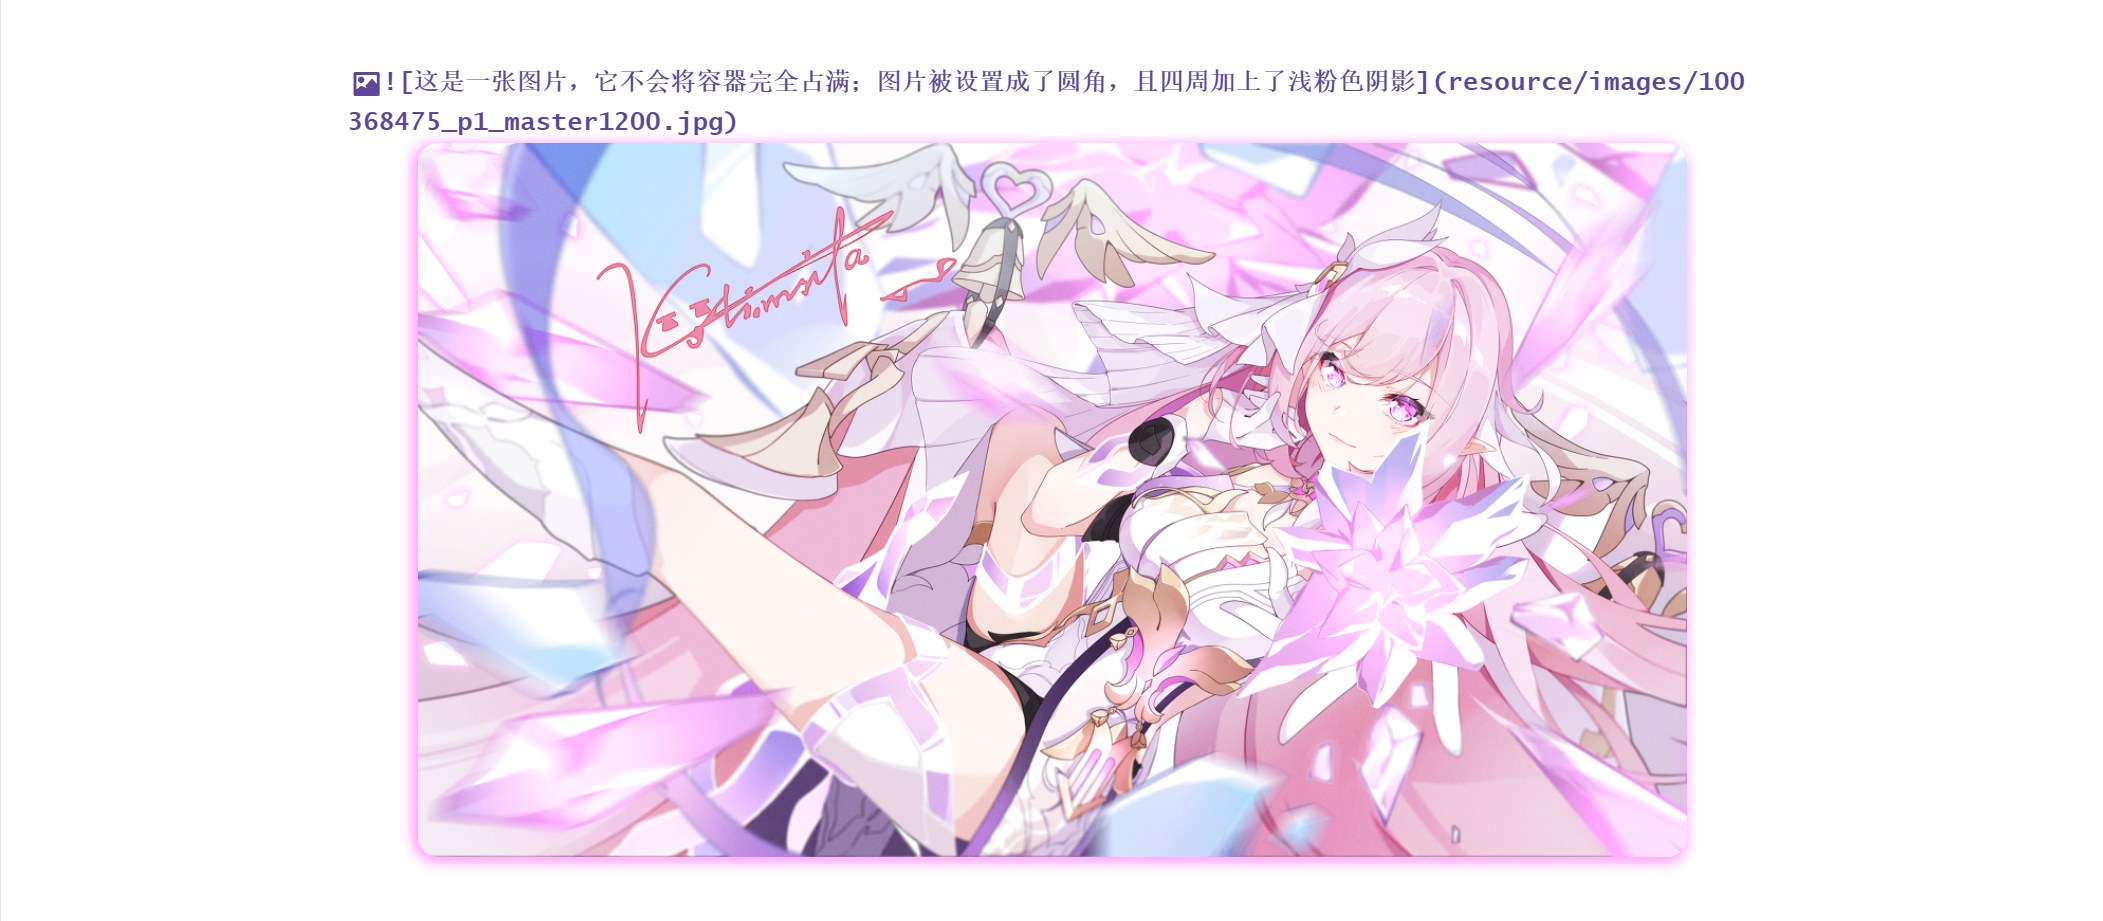 ![这是一张图片，它不会将容器完全占满；图片被设置成了圆角，且四周加上了浅粉色阴影](resource/images/100
368475_p1_master1200.jpg)